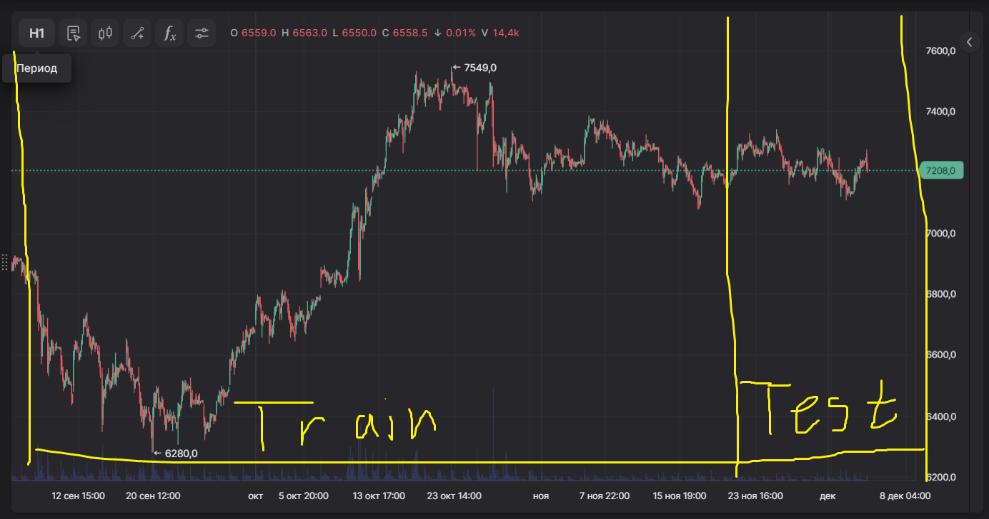 H1 fx O 6559.0 H 6563.0 L 6550.0 C 6558.5 ↓ 0.01% V 14,4k
Период
7600,0
← 7549,0
7400,0
7208,0
7000,0
6800,0
6600,0
Train
Test
6400,0
← 6280,0
6200,0
12 сен 15:00 20 сен 12:00 окт 5 окт 20:00 13 окт 17:00 23 окт 14:00 ноя 7 ноя 22:00 15 ноя 19:00 23 ноя 16:00 дек 8 дек 04:00